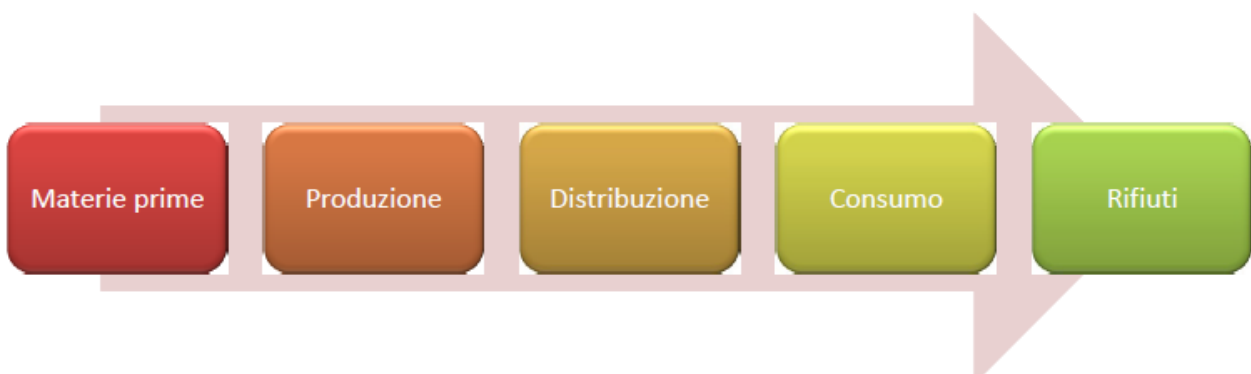 Materie prime
Produzione
Distribuzione
Consumo
Rifiuti